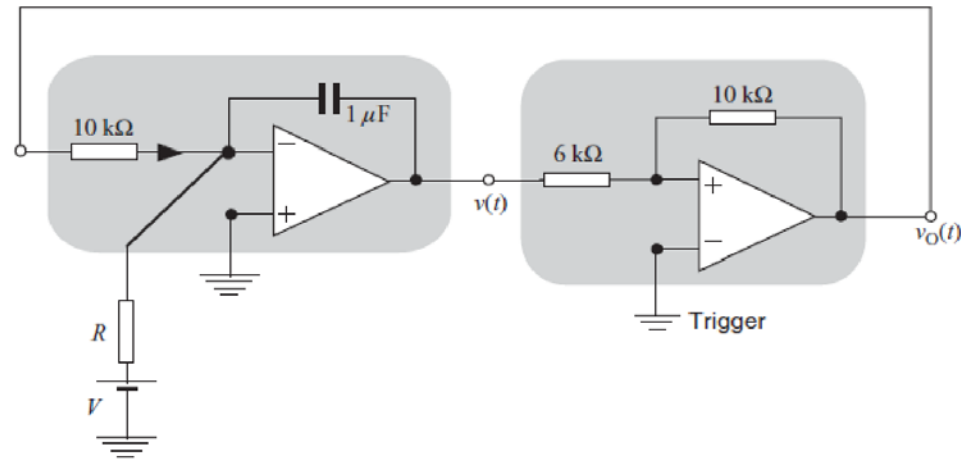 10 kΩ
1 μF
−
+
v(t)
6 kΩ
10 kΩ
+
−
vO(t)
Trigger
R
V